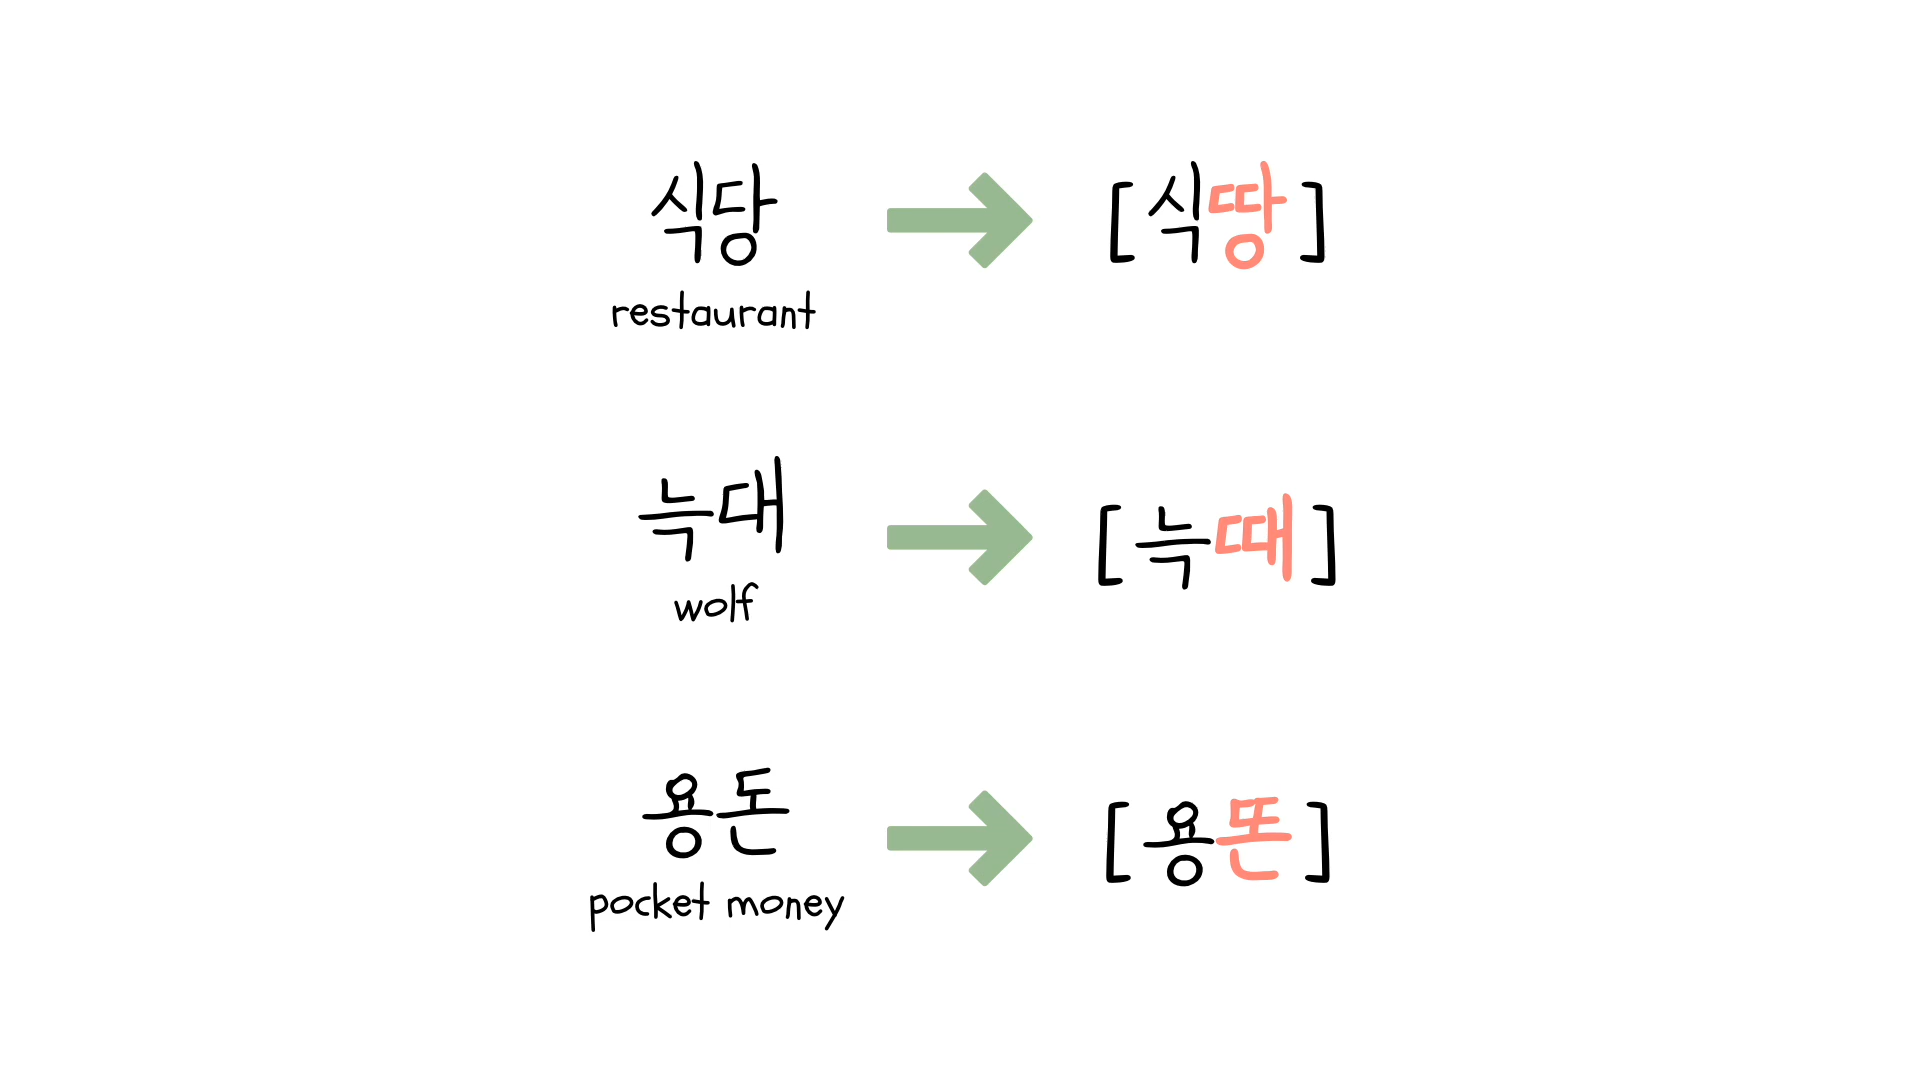 식당 [식땅]
restaurant
늑대 [늑때]
wolf
용돈 [용똔]
pocket money